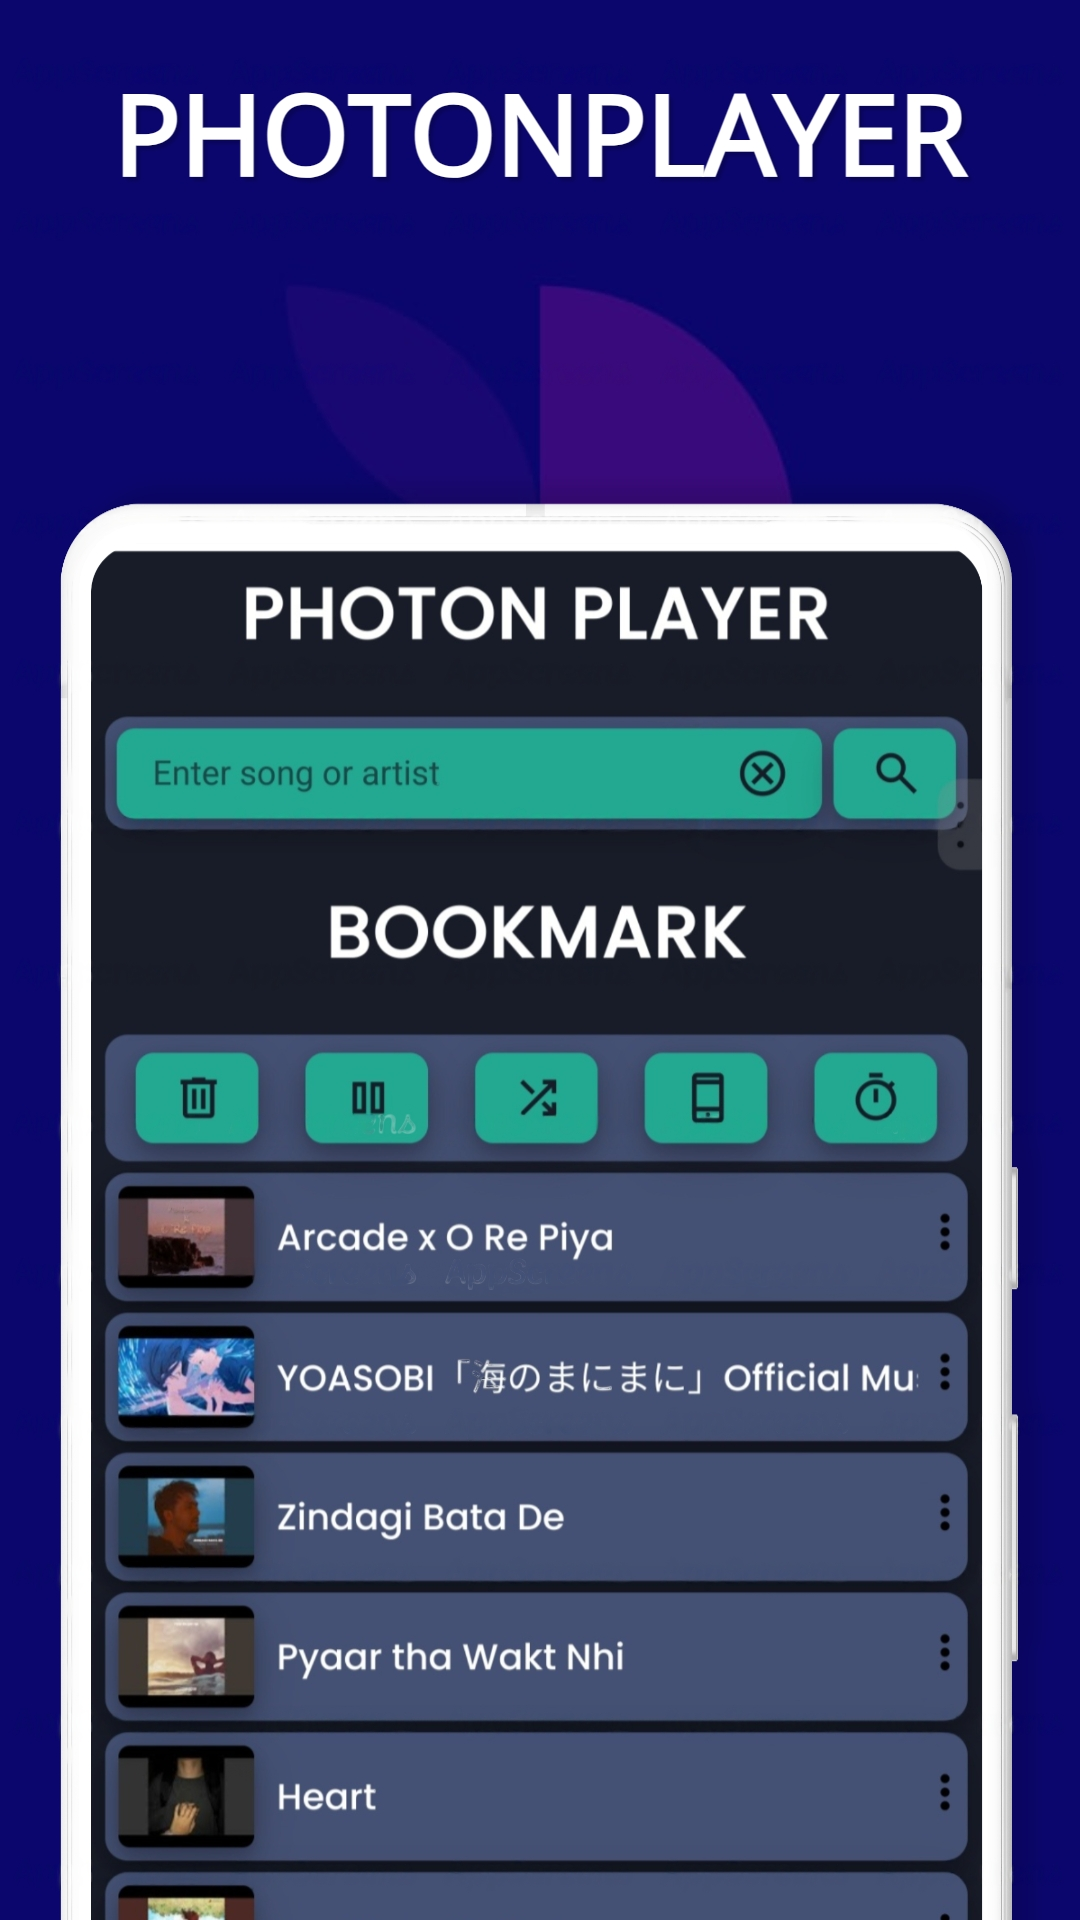 PHOTONPLAYER
PHOTON PLAYER
Enter song or artist
BOOKMARK
Arcade x O Re Piya
YOASOBI「海のまにまに」Official Mu
Zindagi Bata De
Pyaar tha Wakt Nhi
Heart